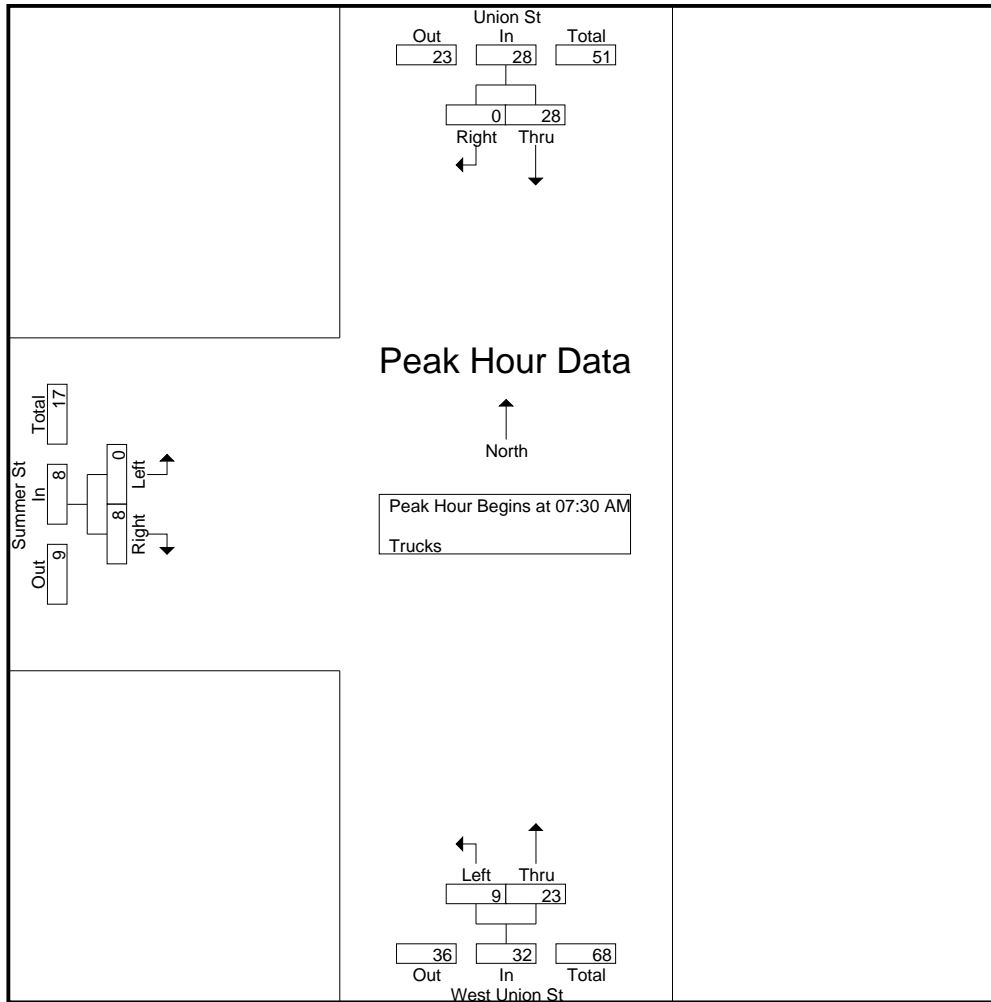 Union St
Out In Total
23 28 51
0 28
Right Thru
Peak Hour Data
North
Peak Hour Begins at 07:30 AM
Trucks
Summer St
Total In Out
17 8 9
0 8
Left Right
Left Thru
9 23
36 32 68
Out In Total
West Union St